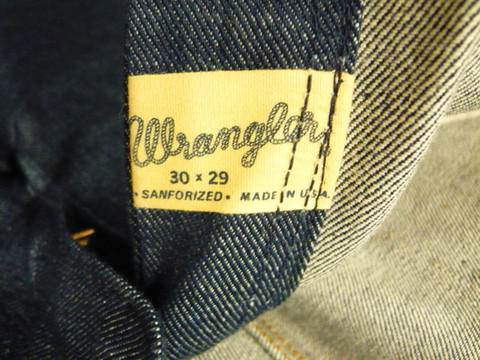 Wrangler
30 x 29
• SANFORIZED • MADE IN U.S.A.